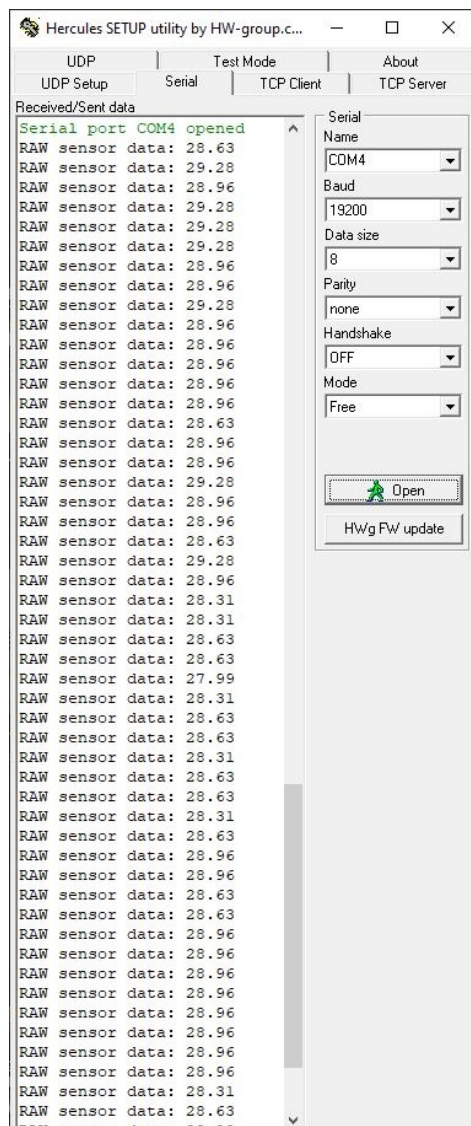 Hercules SETUP utility by HW-group.c...
UDP Test Mode About
UDP Setup Serial TCP Client TCP Server
Received/Sent data
Serial port COM4 opened
RAW sensor data: 28.63
RAW sensor data: 29.28
RAW sensor data: 28.96
RAW sensor data: 29.28
RAW sensor data: 29.28
RAW sensor data: 29.28
RAW sensor data: 28.96
RAW sensor data: 28.96
RAW sensor data: 29.28
RAW sensor data: 28.96
RAW sensor data: 28.96
RAW sensor data: 28.96
RAW sensor data: 28.96
RAW sensor data: 28.96
RAW sensor data: 28.63
RAW sensor data: 28.96
RAW sensor data: 28.96
RAW sensor data: 29.28
RAW sensor data: 28.96
RAW sensor data: 28.96
RAW sensor data: 28.63
RAW sensor data: 29.28
RAW sensor data: 28.96
RAW sensor data: 28.31
RAW sensor data: 28.31
RAW sensor data: 28.63
RAW sensor data: 28.63
RAW sensor data: 27.99
RAW sensor data: 28.31
RAW sensor data: 28.63
RAW sensor data: 28.63
RAW sensor data: 28.31
RAW sensor data: 28.63
RAW sensor data: 28.63
RAW sensor data: 28.31
RAW sensor data: 28.63
RAW sensor data: 28.96
RAW sensor data: 28.96
RAW sensor data: 28.63
RAW sensor data: 28.63
RAW sensor data: 28.96
RAW sensor data: 28.96
RAW sensor data: 28.96
RAW sensor data: 28.96
RAW sensor data: 28.96
RAW sensor data: 28.96
RAW sensor data: 28.96
RAW sensor data: 28.96
RAW sensor data: 28.31
RAW sensor data: 28.63
Serial
Name
COM4
Baud
19200
Data size
8
Parity
none
Handshake
OFF
Mode
Free
Open
HWg FW update